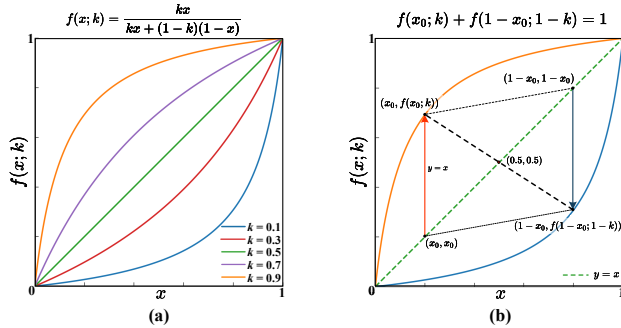 f(x; k) = kx / (kx + (1 − k)(1 − x))
f(x; k)
k = 0.1
k = 0.3
k = 0.5
k = 0.7
k = 0.9
0
x
1
1
(a)
f(x₀; k) + f(1 − x₀; 1 − k) = 1
f(x; k)
(1 − x₀, 1 − x₀)
(x₀, f(x₀; k))
y = x
(0.5, 0.5)
(1 − x₀, f(1 − x₀; 1 − k))
(x₀, x₀)
y = x
0
x
1
1
(b)